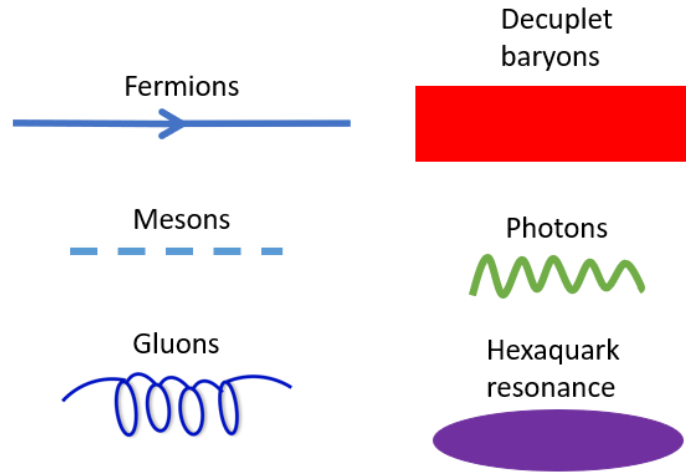 Fermions
Decuplet
baryons
Mesons
Photons
Gluons
Hexaquark
resonance